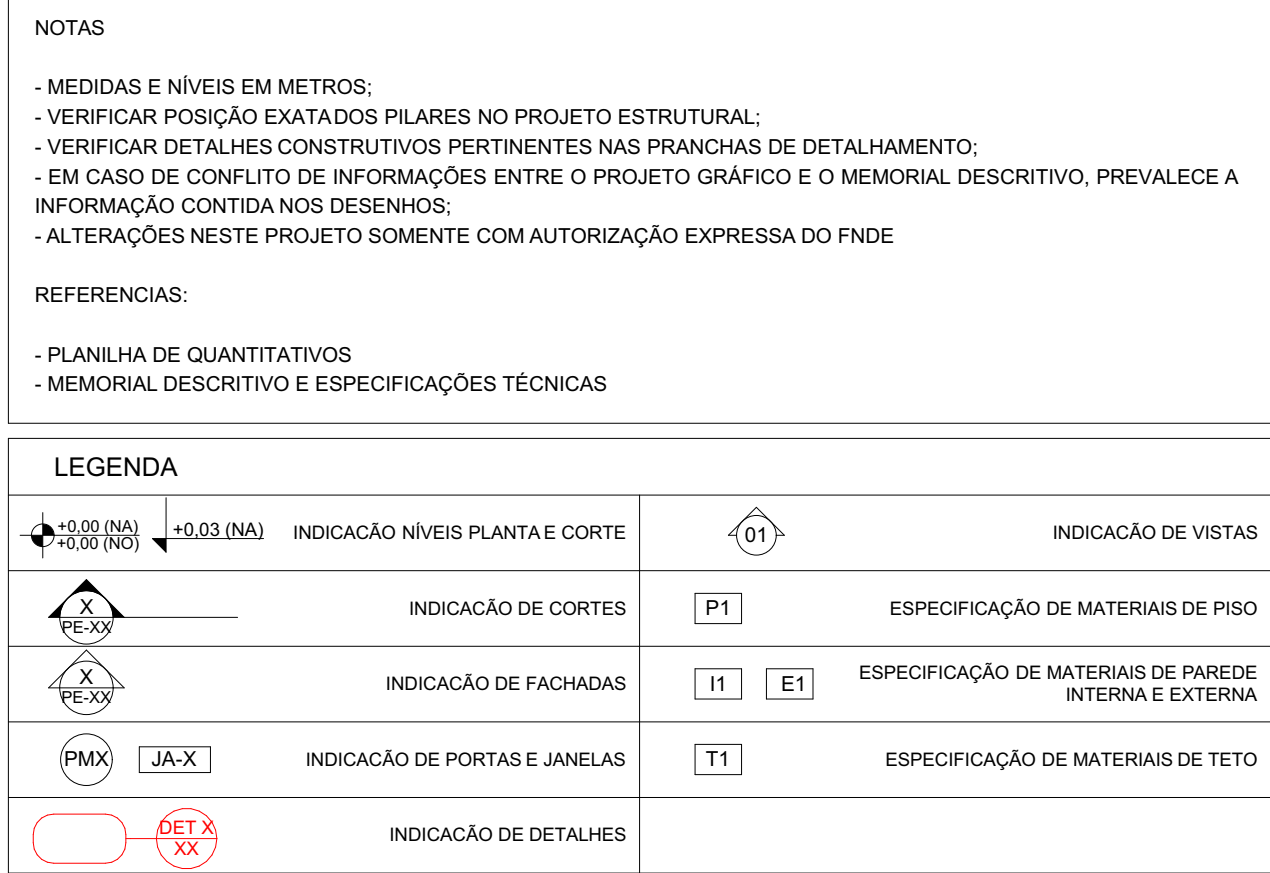 NOTAS
- MEDIDAS E NÍVEIS EM METROS;
- VERIFICAR POSIÇÃO EXATA DOS PILARES NO PROJETO ESTRUTURAL;
- VERIFICAR DETALHES CONSTRUTIVOS PERTINENTES NAS PRANCHAS DE DETALHAMENTO;
- EM CASO DE CONFLITO DE INFORMAÇÕES ENTRE O PROJETO GRÁFICO E O MEMORIAL DESCRITIVO, PREVALECE A
INFORMAÇÃO CONTIDA NOS DESENHOS;
- ALTERAÇÕES NESTE PROJETO SOMENTE COM AUTORIZAÇÃO EXPRESSA DO FNDE
REFERENCIAS:
- PLANILHA DE QUANTITATIVOS
- MEMORIAL DESCRITIVO E ESPECIFICAÇÕES TÉCNICAS
LEGENDA
+0,00 (NA)
+0,00 (NO)
+0,03 (NA)
INDICACÃO NÍVEIS PLANTA E CORTE
01
INDICACÃO DE VISTAS
X
PE-XX
INDICACÃO DE CORTES
P1
ESPECIFICAÇÃO DE MATERIAIS DE PISO
X
PE-XX
INDICACÃO DE FACHADAS
I1
E1
ESPECIFICAÇÃO DE MATERIAIS DE PAREDE
INTERNA E EXTERNA
PMX
JA-X
INDICACÃO DE PORTAS E JANELAS
T1
ESPECIFICAÇÃO DE MATERIAIS DE TETO
DET X
XX
INDICACÃO DE DETALHES